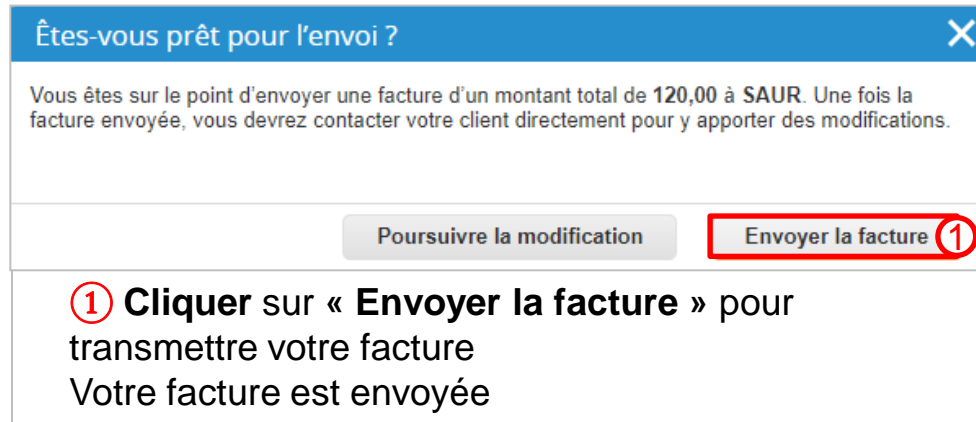 Êtes-vous prêt pour l'envoi ?
Vous êtes sur le point d'envoyer une facture d'un montant total de 120,00 à SAUR. Une fois la
facture envoyée, vous devrez contacter votre client directement pour y apporter des modifications.
Poursuivre la modification
Envoyer la facture ①
① Cliquer sur « Envoyer la facture » pour
transmettre votre facture
Votre facture est envoyée